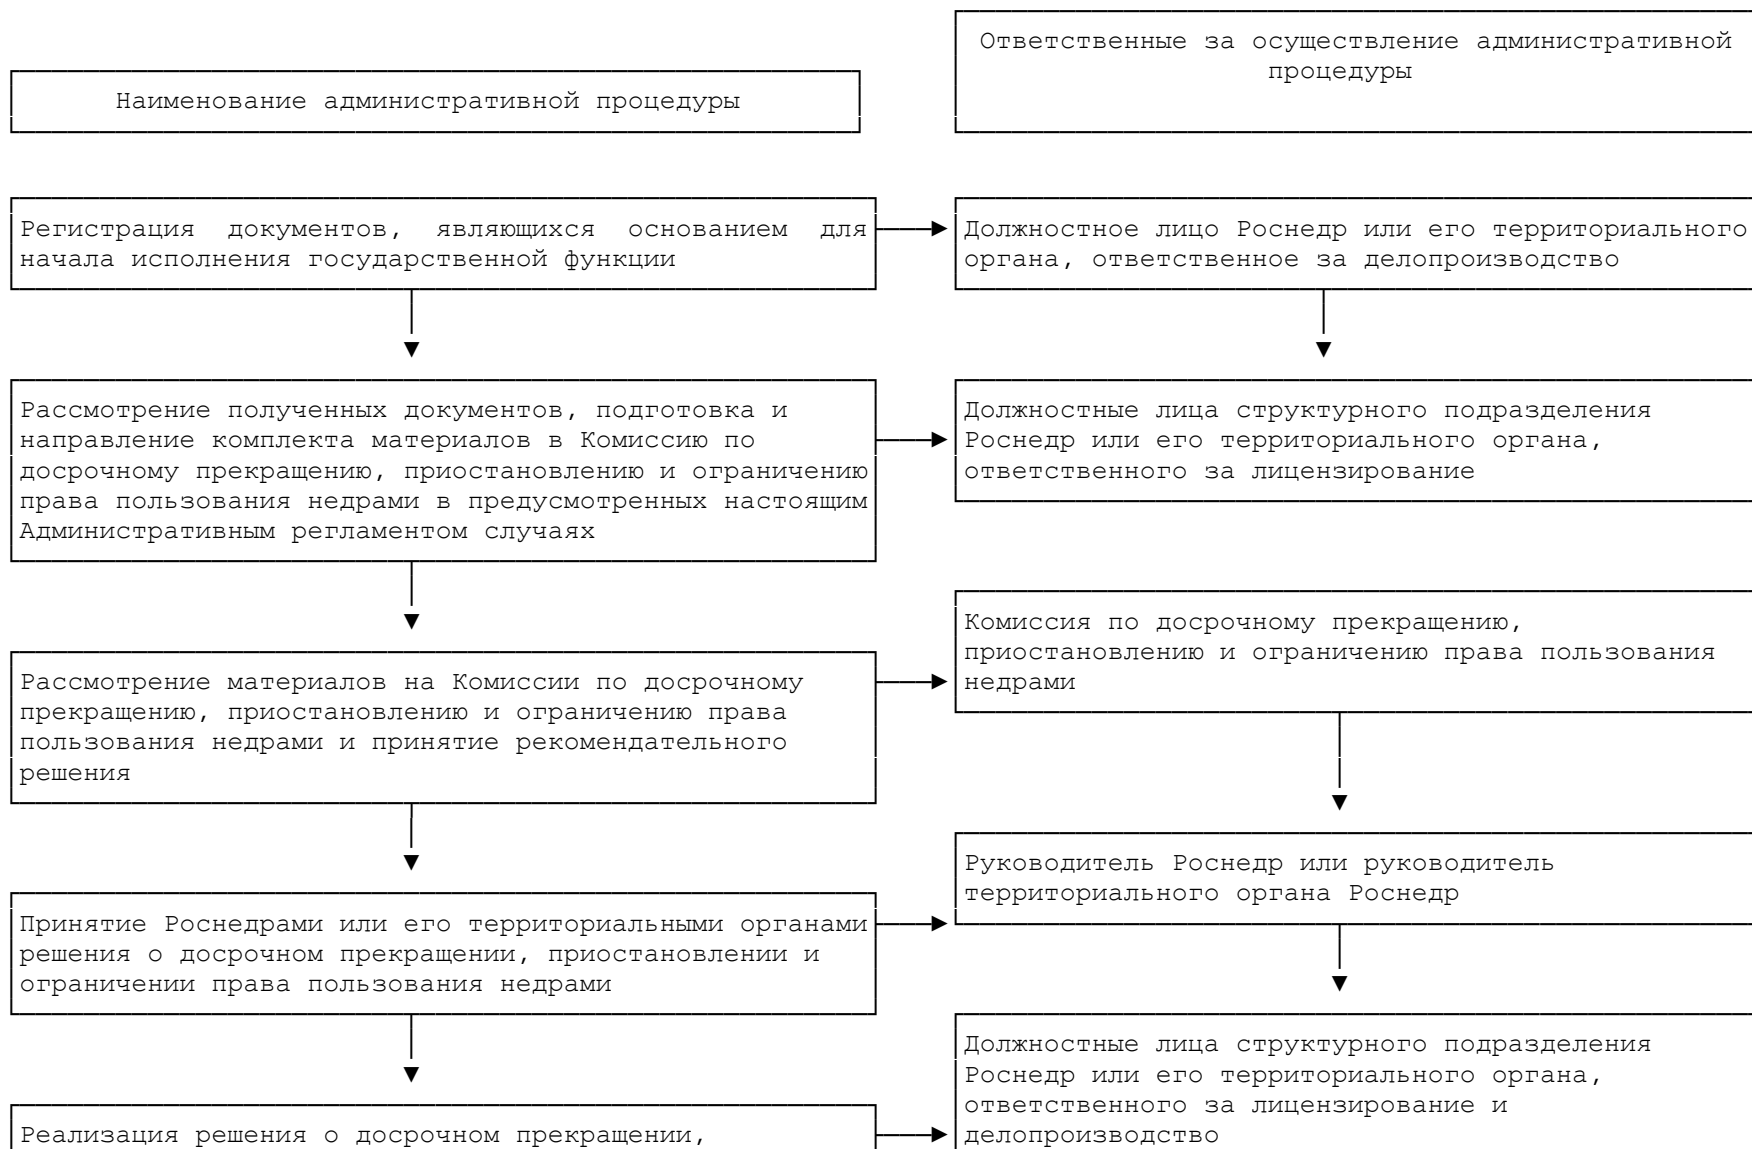 Ответственные за осуществление административной
процедуры
Наименование административной процедуры
Регистрация документов, являющихся основанием для
начала исполнения государственной функции
Должностное лицо Роснедр или его территориального
органа, ответственное за делопроизводство
Рассмотрение полученных документов, подготовка и
направление комплекта материалов в Комиссию по
досрочному прекращению, приостановлению и ограничению
права пользования недрами в предусмотренных настоящим
Административным регламентом случаях
Должностные лица структурного подразделения
Роснедр или его территориального органа,
ответственного за лицензирование
Рассмотрение материалов на Комиссии по досрочному
прекращению, приостановлению и ограничению права
пользования недрами и принятие рекомендательного
решения
Комиссия по досрочному прекращению,
приостановлению и ограничению права пользования
недрами
Принятие Роснедрами или его территориальными органами
решения о досрочном прекращении, приостановлении и
ограничении права пользования недрами
Руководитель Роснедр или руководитель
территориального органа Роснедр
Реализация решения о досрочном прекращении,
Должностные лица структурного подразделения
Роснедр или его территориального органа,
ответственного за лицензирование и
делопроизводство